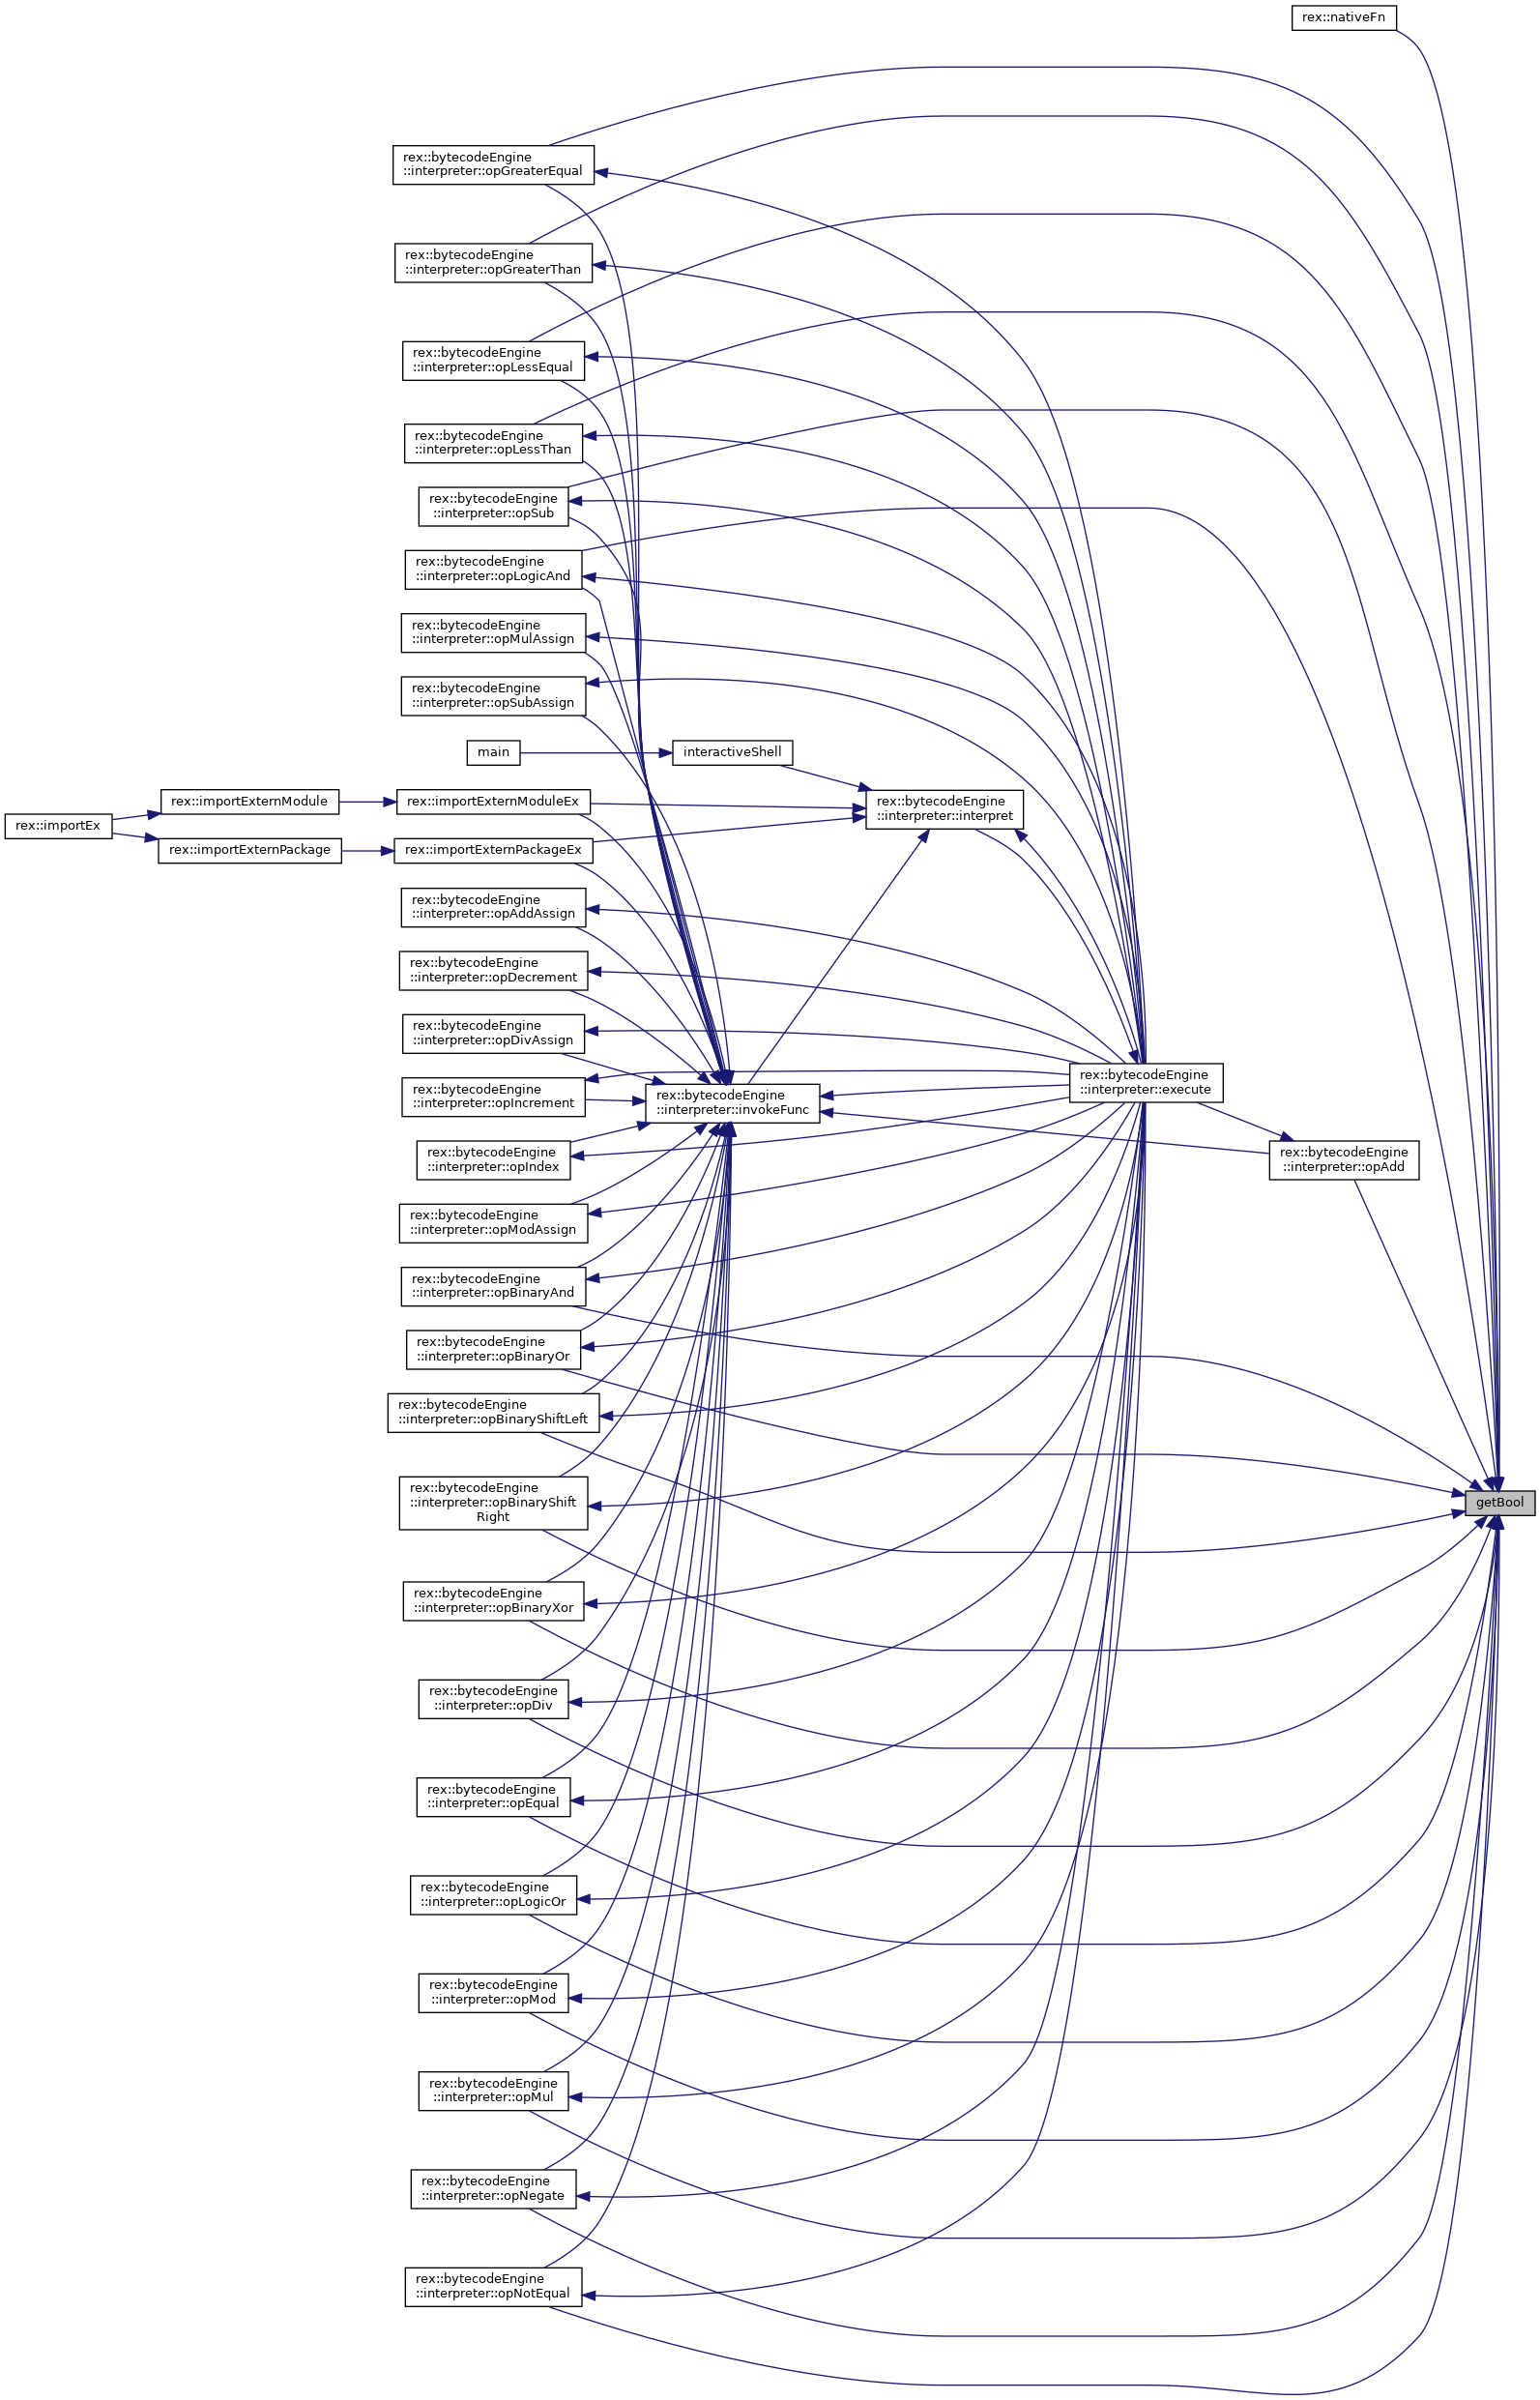 rex::nativeFn
rex::bytecodeEngine
::interpreter::opGreaterEqual
rex::bytecodeEngine
::interpreter::opGreaterThan
rex::bytecodeEngine
::interpreter::opLessEqual
rex::bytecodeEngine
::interpreter::opLessThan
rex::bytecodeEngine
::interpreter::opSub
rex::bytecodeEngine
::interpreter::opLogicAnd
rex::bytecodeEngine
::interpreter::opMulAssign
rex::bytecodeEngine
::interpreter::opSubAssign
main
interactiveShell
rex::importExternModule
rex::importExternModuleEx
rex::bytecodeEngine
::interpreter::interpret
rex::importEx
rex::importExternPackage
rex::importExternPackageEx
rex::bytecodeEngine
::interpreter::opAddAssign
rex::bytecodeEngine
::interpreter::opDecrement
rex::bytecodeEngine
::interpreter::opDivAssign
rex::bytecodeEngine
::interpreter::execute
rex::bytecodeEngine
::interpreter::opIncrement
rex::bytecodeEngine
::interpreter::invokeFunc
rex::bytecodeEngine
::interpreter::opIndex
rex::bytecodeEngine
::interpreter::opAdd
rex::bytecodeEngine
::interpreter::opModAssign
rex::bytecodeEngine
::interpreter::opBinaryAnd
rex::bytecodeEngine
::interpreter::opBinaryOr
rex::bytecodeEngine
::interpreter::opBinaryShiftLeft
rex::bytecodeEngine
::interpreter::opBinaryShift
Right
getBool
rex::bytecodeEngine
::interpreter::opBinaryXor
rex::bytecodeEngine
::interpreter::opDiv
rex::bytecodeEngine
::interpreter::opEqual
rex::bytecodeEngine
::interpreter::opLogicOr
rex::bytecodeEngine
::interpreter::opMod
rex::bytecodeEngine
::interpreter::opMul
rex::bytecodeEngine
::interpreter::opNegate
rex::bytecodeEngine
::interpreter::opNotEqual